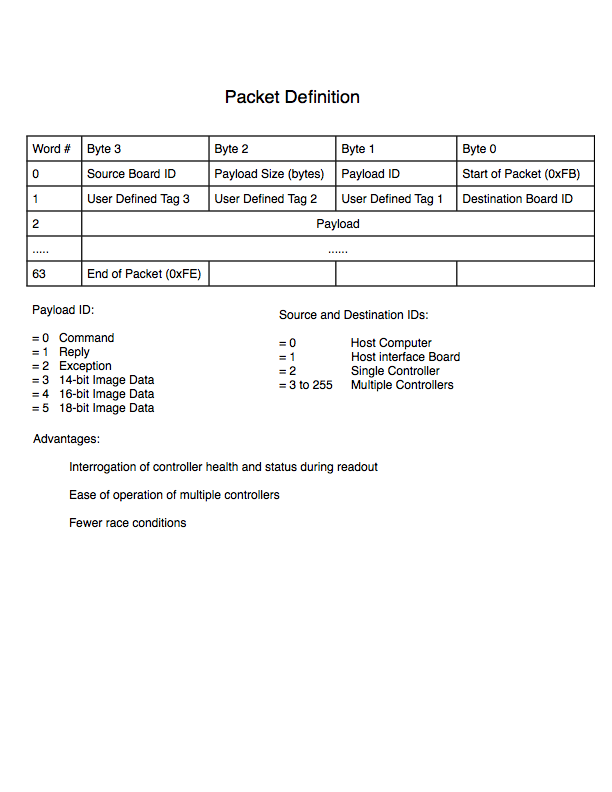 Packet Definition
Word # Byte 3 Byte 2 Byte 1 Byte 0
0 Source Board ID Payload Size (bytes) Payload ID Start of Packet (0xFB)
1 User Defined Tag 3 User Defined Tag 2 User Defined Tag 1 Destination Board ID
2 Payload
..... ......
63 End of Packet (0xFE)
Payload ID:
= 0 Command
= 1 Reply
= 2 Exception
= 3 14-bit Image Data
= 4 16-bit Image Data
= 5 18-bit Image Data
Source and Destination IDs:
= 0 Host Computer
= 1 Host interface Board
= 2 Single Controller
= 3 to 255 Multiple Controllers
Advantages:
Interrogation of controller health and status during readout
Ease of operation of multiple controllers
Fewer race conditions